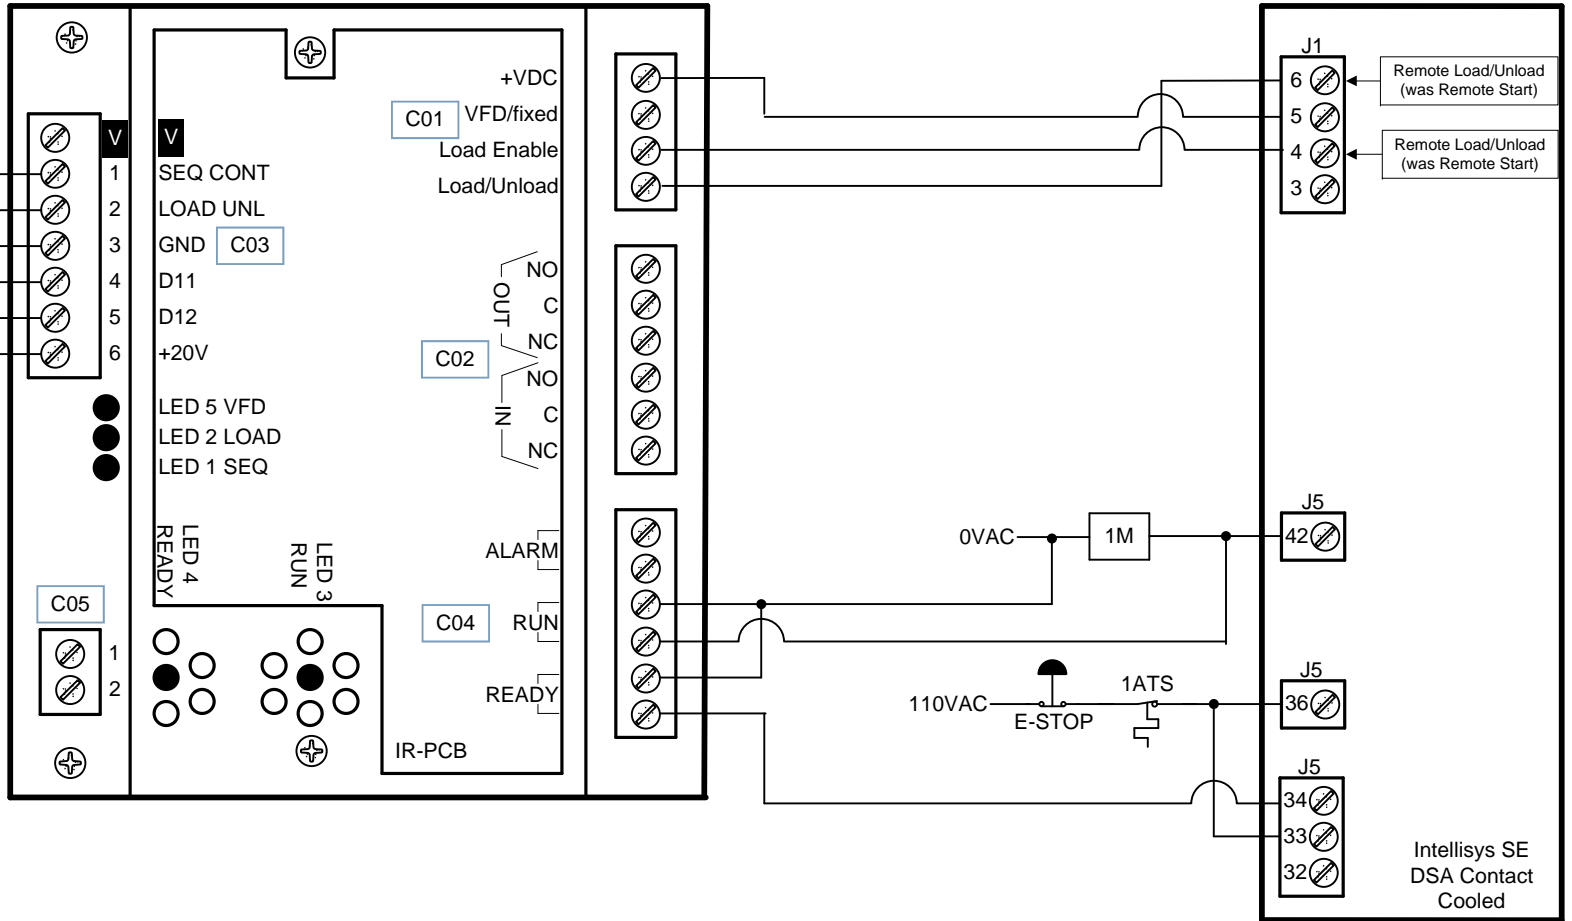 V
V
1
SEQ CONT
2
LOAD UNL
3
GND
C03
4
D11
5
D12
6
+20V
LED 5 VFD
LED 2 LOAD
LED 1 SEQ
LED 4
READY
LED 3
RUN
C05
1
2
+VDC
C01
VFD/fixed
Load Enable
Load/Unload
NO
OUT
C
NC
C02
NO
IN
C
NC
ALARM
C04
RUN
READY
IR-PCB
0VAC
1M
110VAC
E-STOP
1ATS
J1
6
5
4
3
Remote Load/Unload
(was Remote Start)
Remote Load/Unload
(was Remote Start)
J5
42
J5
36
J5
34
33
32
Intellisys SE
DSA Contact
Cooled